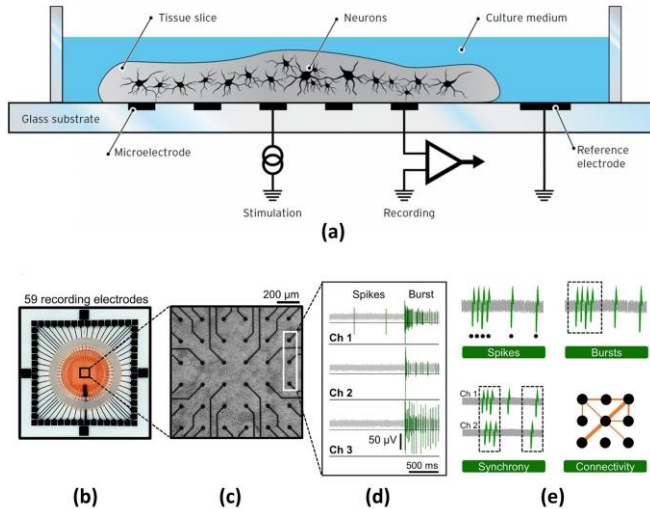 Tissue slice
Neurons
Culture medium
Glass substrate
Microelectrode
Reference
electrode
Stimulation
Recording
(a)
59 recording electrodes
200 µm
Spikes
Burst
Ch 1
Ch 2
50 µV
Ch 3
500 ms
Spikes
Bursts
Ch 1
Ch 2
Synchrony
Connectivity
(b)
(c)
(d)
(e)